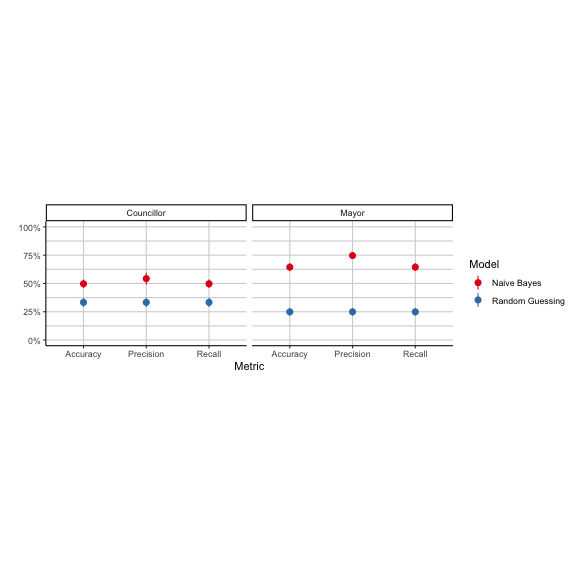 Councillor
Mayor
100%
75%
50%
25%
0%
Accuracy
Precision
Recall
Accuracy
Precision
Recall
Metric
Model
Naive Bayes
Random Guessing